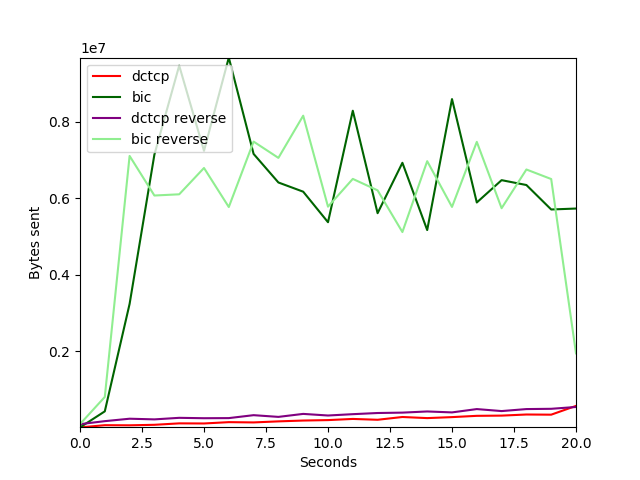 1e7
dctcp
bic
dctcp reverse
bic reverse
0.8
0.6
0.4
0.2
Bytes sent
0.0 2.5 5.0 7.5 10.0 12.5 15.0 17.5 20.0
Seconds